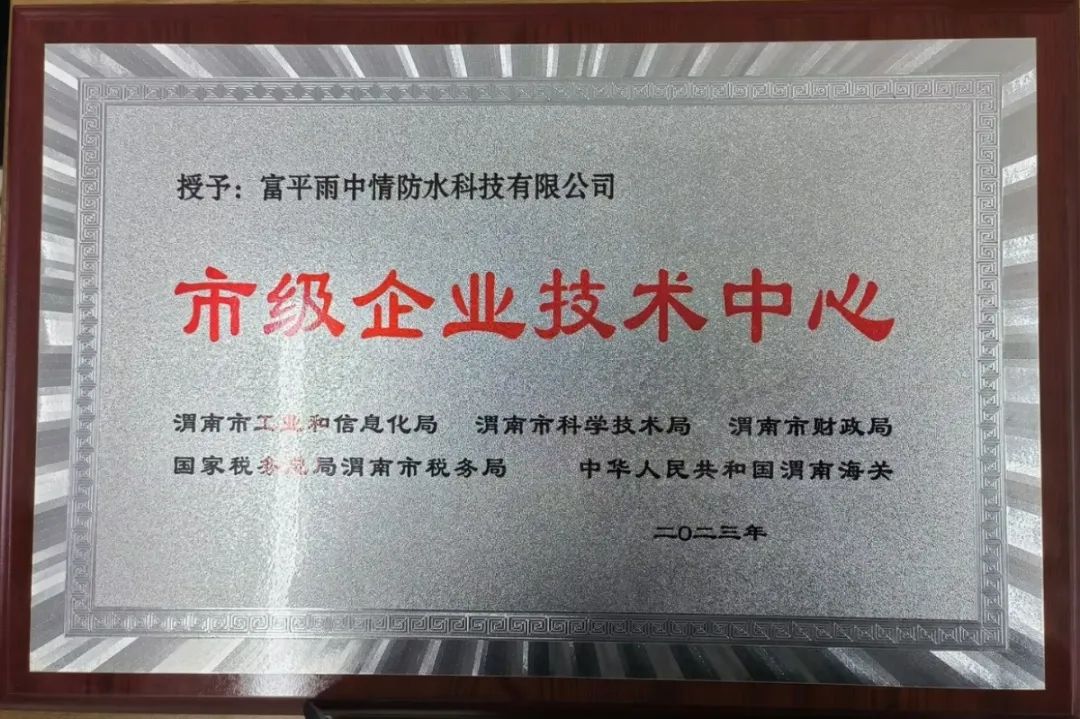 授予：富平雨中情防水科技有限公司
市级企业技术中心
渭南市工业和信息化局 渭南市科学技术局 渭南市财政局
国家税务总局渭南市税务局 中华人民共和国渭南海关
二〇二三年